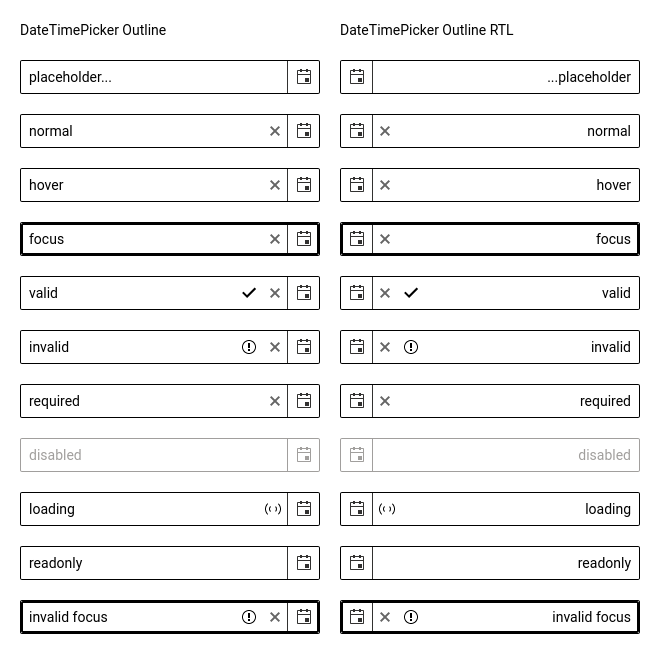 DateTimePicker Outline
placeholder...
normal
hover
focus
valid
invalid
required
disabled
loading
readonly
invalid focus
DateTimePicker Outline RTL
...placeholder
normal
hover
focus
valid
invalid
required
disabled
loading
readonly
invalid focus